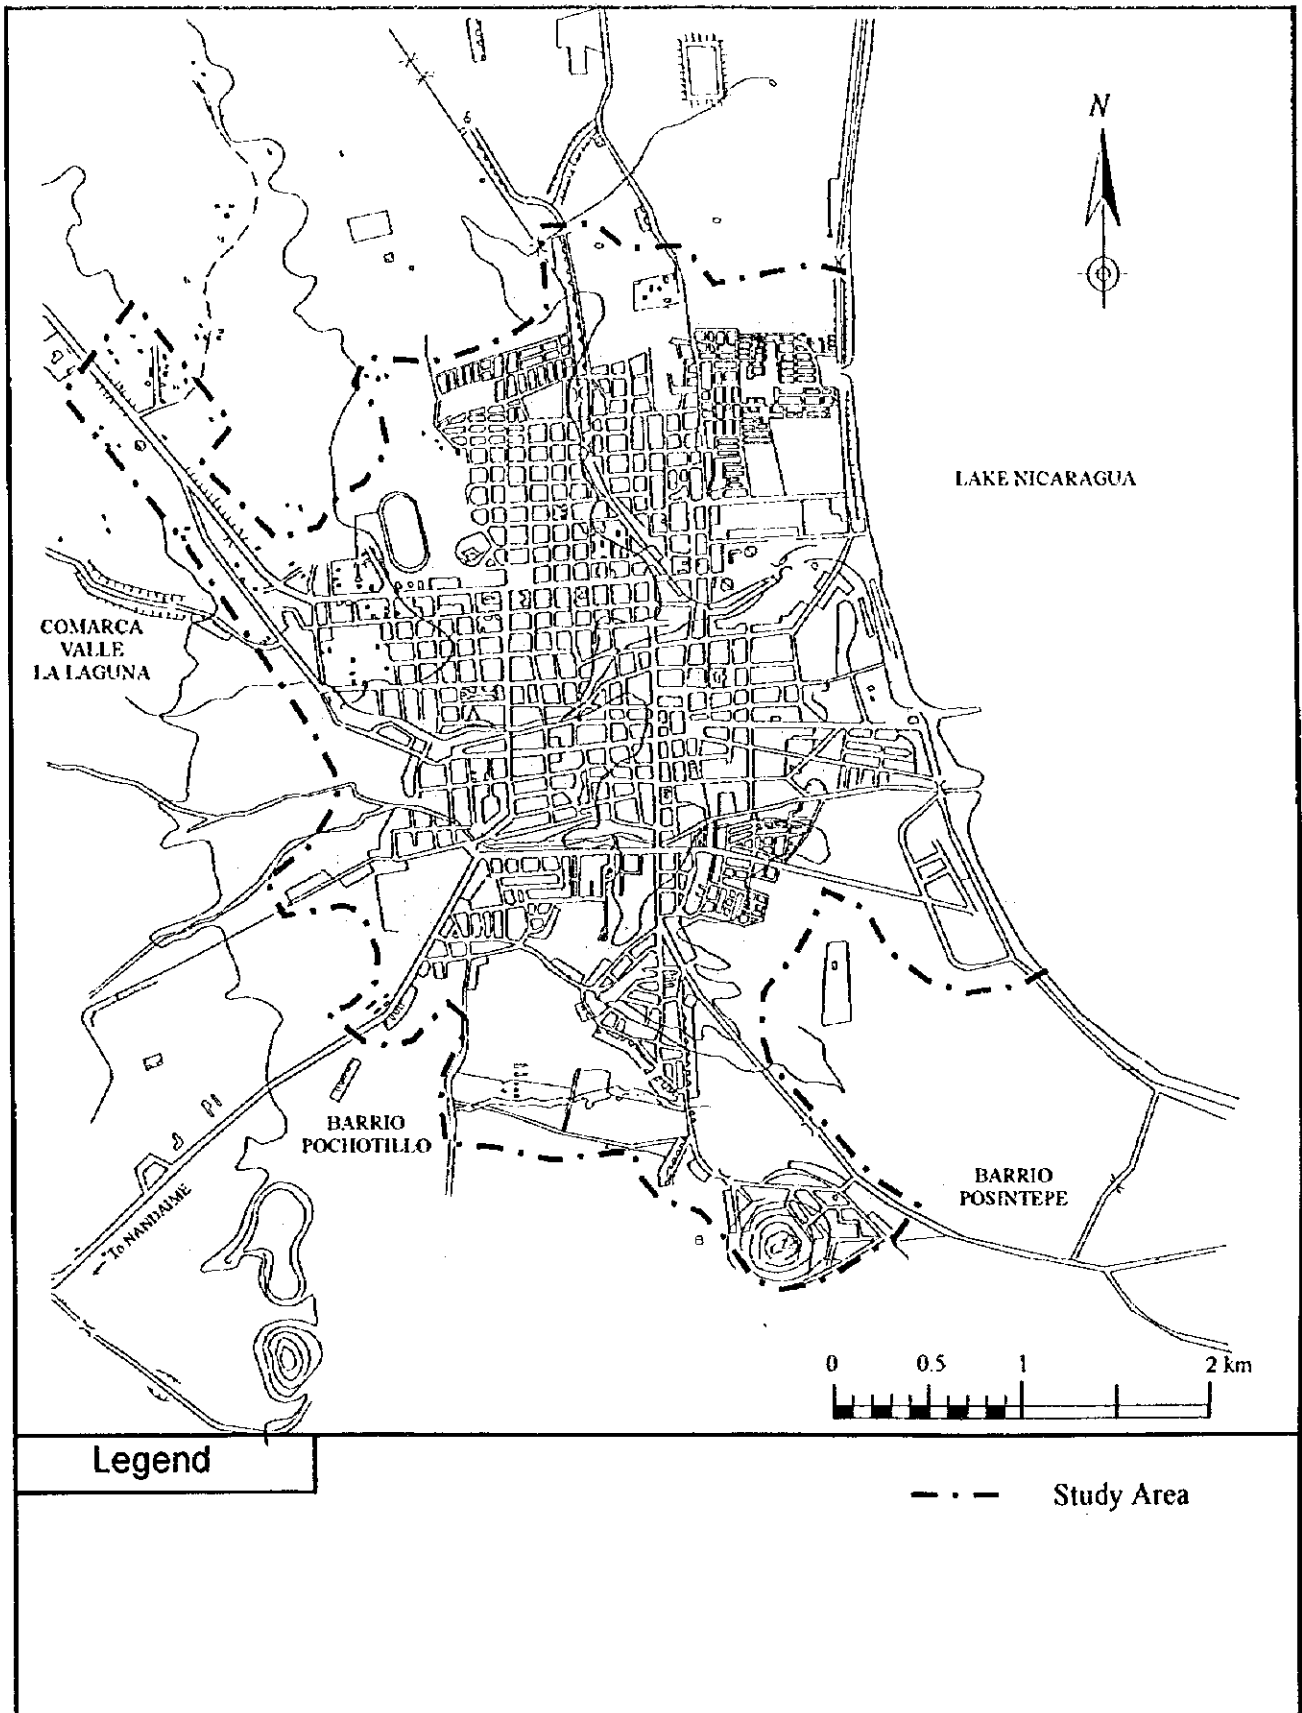 N
LAKE NICARAGUA
COMARCA
VALLE
LA LAGUNA
BARRIO
POCHOTILLO
BARRIO
POSINTEPE
To NANDAIME
0 0.5 1 2 km
Legend
Study Area